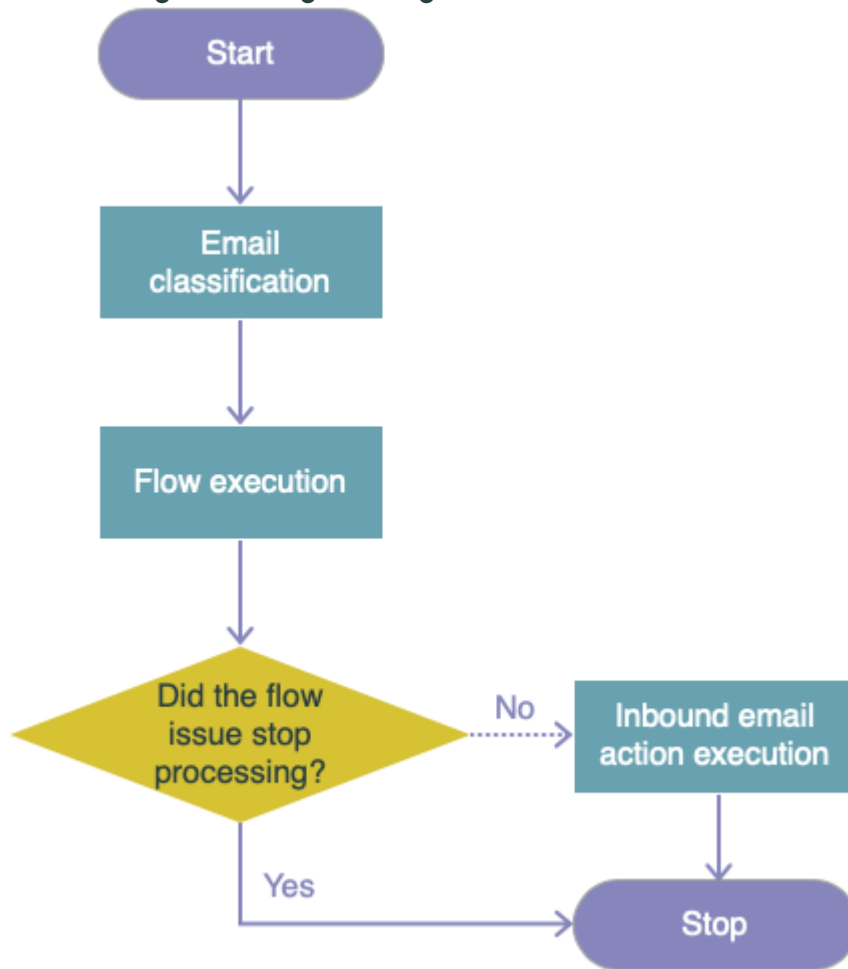 Start
Email
classification
Flow execution
Did the flow
issue stop
processing?
No
Inbound email
action execution
Yes
Stop